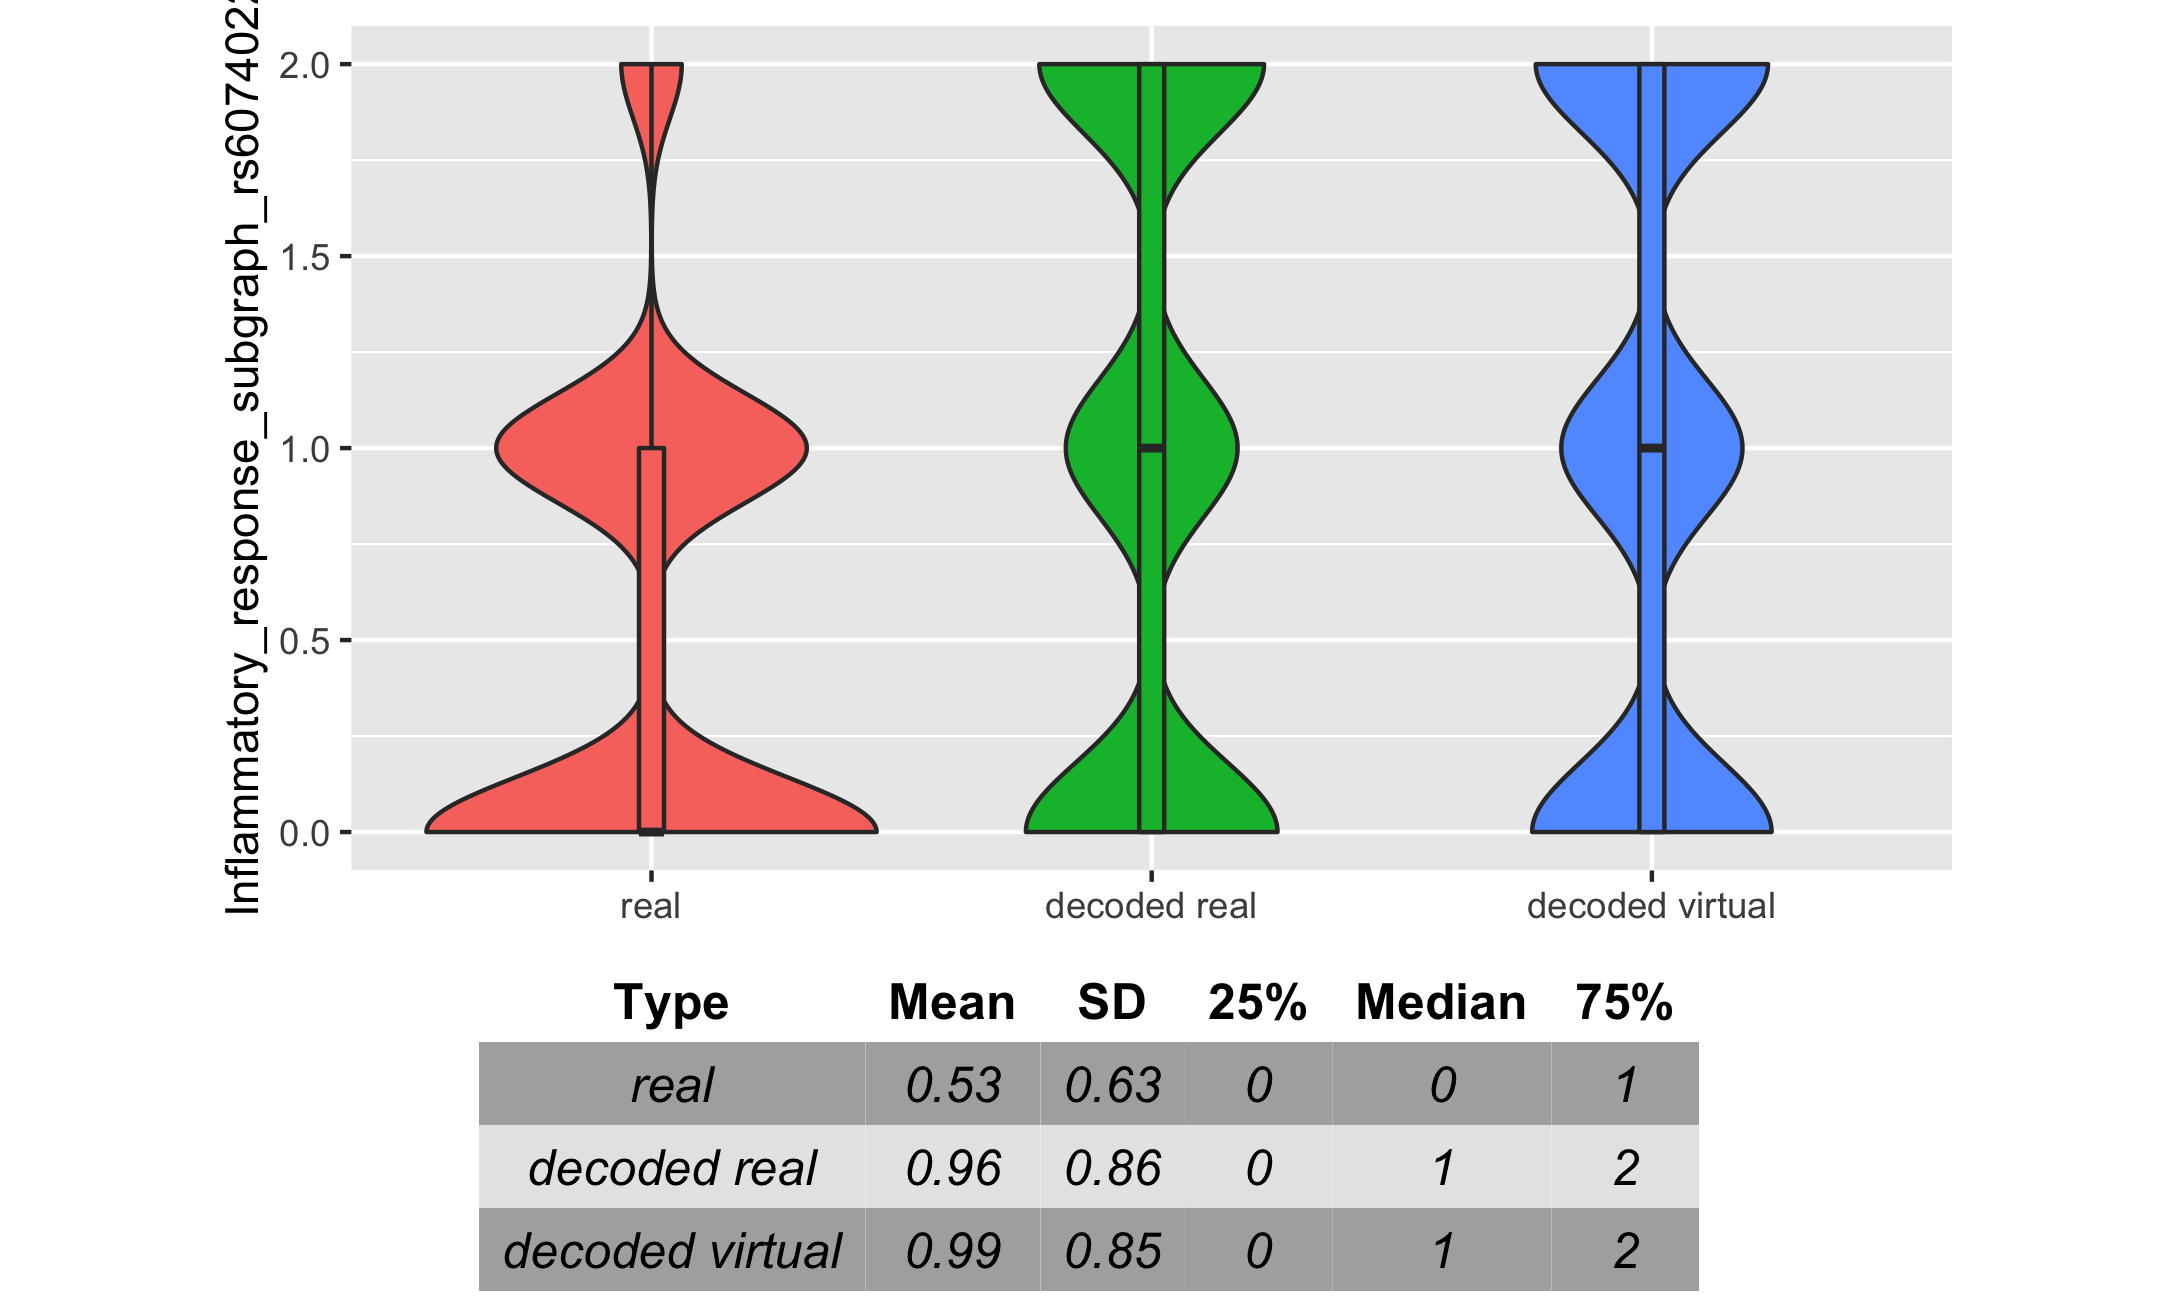 Inflammatory_response_subgraph_rs607402
2.0
1.5
1.0
0.5
0.0
real decoded real decoded virtual
Type Mean SD 25% Median 75%
real 0.53 0.63 0 0 1
decoded real 0.96 0.86 0 1 2
decoded virtual 0.99 0.85 0 1 2